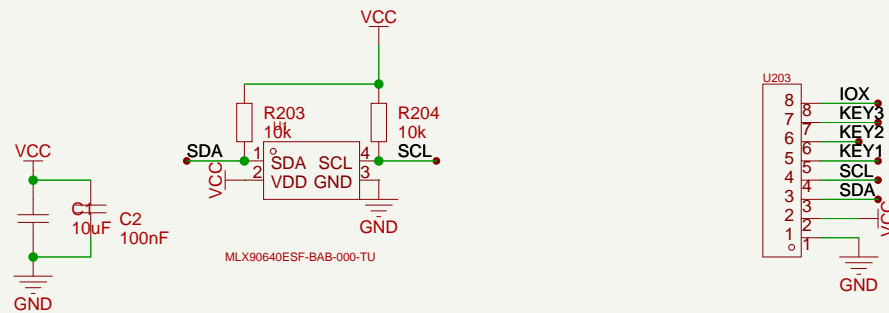 VCC
R203
10k
U1
R204
10k
SDA
1
SDA
SCL
4
SCL
2
VDD
GND
3
VCC
GND
MLX90640ESF-BAB-000-TU
VCC
C1
10uF
C2
100nF
GND
U203
8
8
IOX
7
7
KEY3
6
6
KEY2
5
5
KEY1
4
4
SCL
3
3
SDA
2
2
VCC
1
1
GND